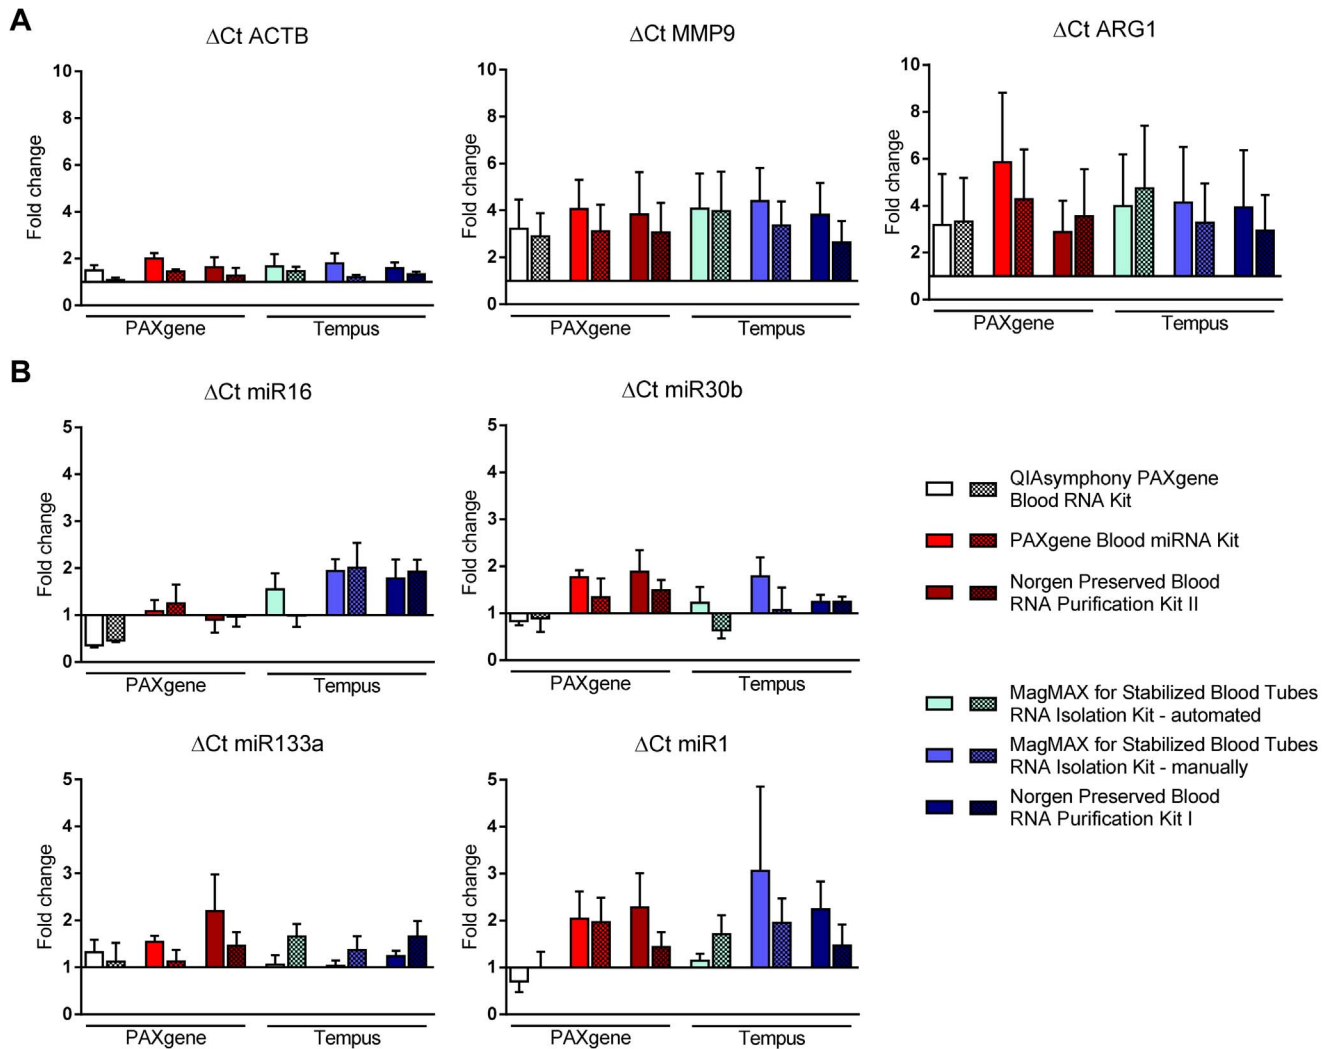 A
ΔCt ACTB
Fold change
10
8
6
4
2
0
PAXgene
Tempus
ΔCt MMP9
Fold change
10
8
6
4
2
0
PAXgene
Tempus
ΔCt ARG1
Fold change
10
8
6
4
2
0
PAXgene
Tempus
B
ΔCt miR16
Fold change
5
4
3
2
1
0
PAXgene
Tempus
ΔCt miR30b
Fold change
5
4
3
2
1
0
PAXgene
Tempus
ΔCt miR133a
Fold change
5
4
3
2
1
0
PAXgene
Tempus
ΔCt miR1
Fold change
5
4
3
2
1
0
PAXgene
Tempus
QIAsymphony PAXgene
Blood RNA Kit
PAXgene Blood miRNA Kit
Norgen Preserved Blood
RNA Purification Kit II
MagMAX for Stabilized Blood Tubes
RNA Isolation Kit - automated
MagMAX for Stabilized Blood Tubes
RNA Isolation Kit - manually
Norgen Preserved Blood
RNA Purification Kit I